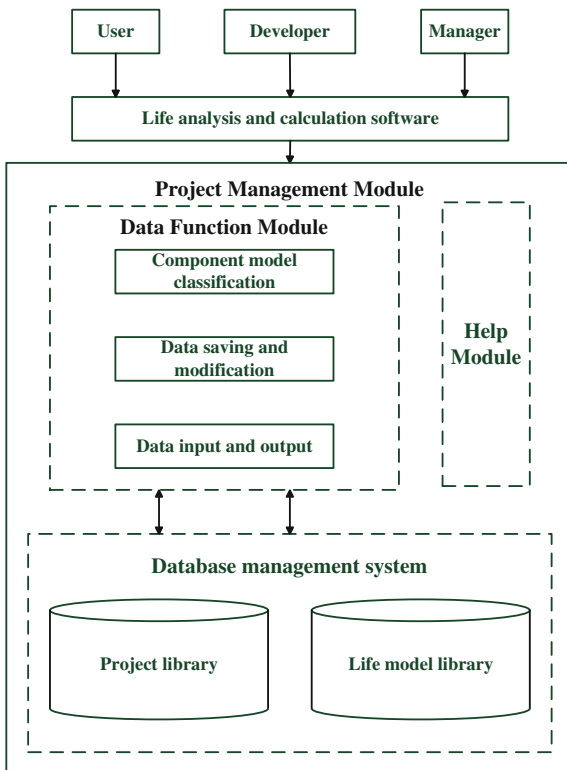 User
Developer
Manager
Life analysis and calculation software
Project Management Module
Data Function Module
Component model
classification
Data saving and
modification
Data input and output
Help
Module
Database management system
Project library
Life model library